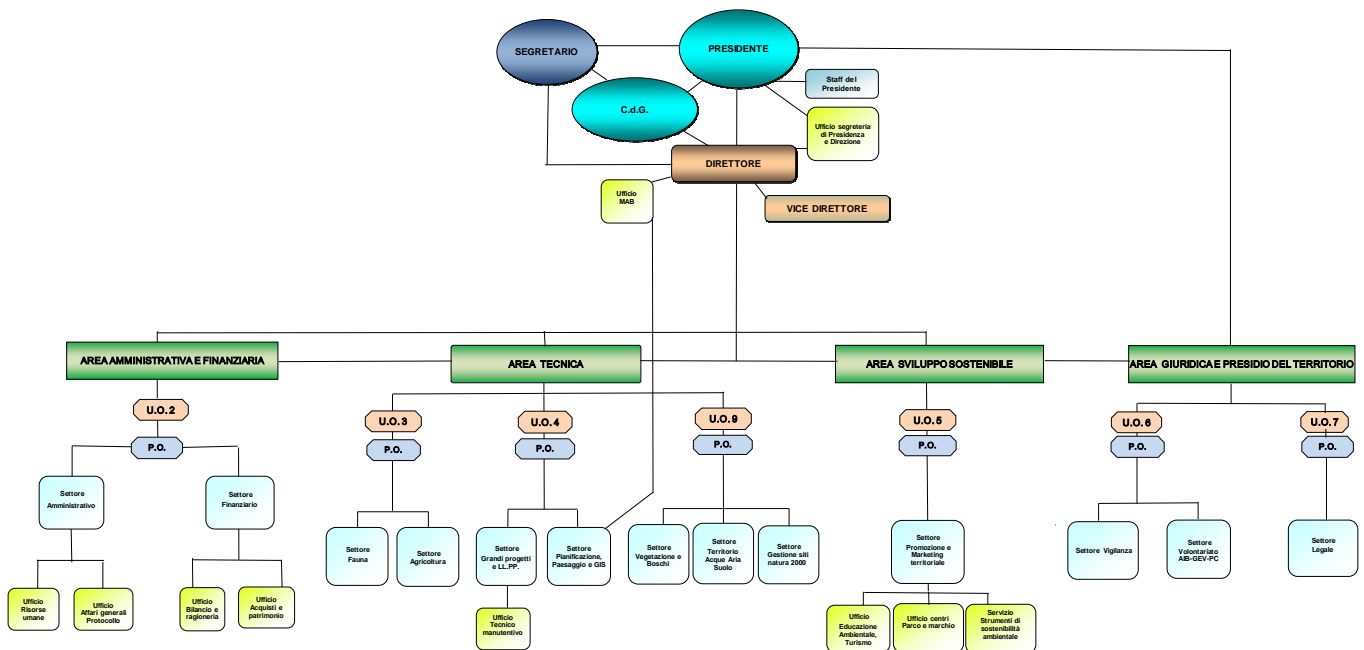 SEGRETARIO
PRESIDENTE
Staff del
Presidente
C.d.G.
Ufficio segreteria
di Presidenza
e Direzione
DIRETTORE
Ufficio
MAB
VICE DIRETTORE
AREA AMMINISTRATIVA E FINANZIARIA
AREA TECNICA
AREA SVILUPPO SOSTENIBILE
AREA GIURIDICA E PRESIDIO DEL TERRITORIO
U.O.2
P.O.
U.O.3
P.O.
U.O.4
P.O.
U.O.9
P.O.
U.O.5
P.O.
U.O.6
P.O.
U.O.7
P.O.
Settore
Amministrativo
Settore
Finanziario
Settore
Fauna
Settore
Agricoltura
Settore
Grandi progetti
e LL.PP.
Settore
Pianificazione,
Paesaggio e GIS
Settore
Vegetazione e
Boschi
Settore
Territorio
Acque Aria
Suolo
Settore
Gestione siti
natura 2000
Settore
Promozione e
Marketing
territoriale
Settore Vigilanza
Settore
Volontariato
AIB-GEV-PC
Settore
Legale
Ufficio
Risorse
umane
Ufficio
Affari generali
Protocollo
Ufficio
Bilancio e
ragioneria
Ufficio
Acquisti e
patrimonio
Ufficio
Tecnico
manutentivo
Ufficio
Educazione
Ambientale,
Turismo
Ufficio centri
Parco e marchio
Servizio
Strumenti di
sostenibilità
ambientale